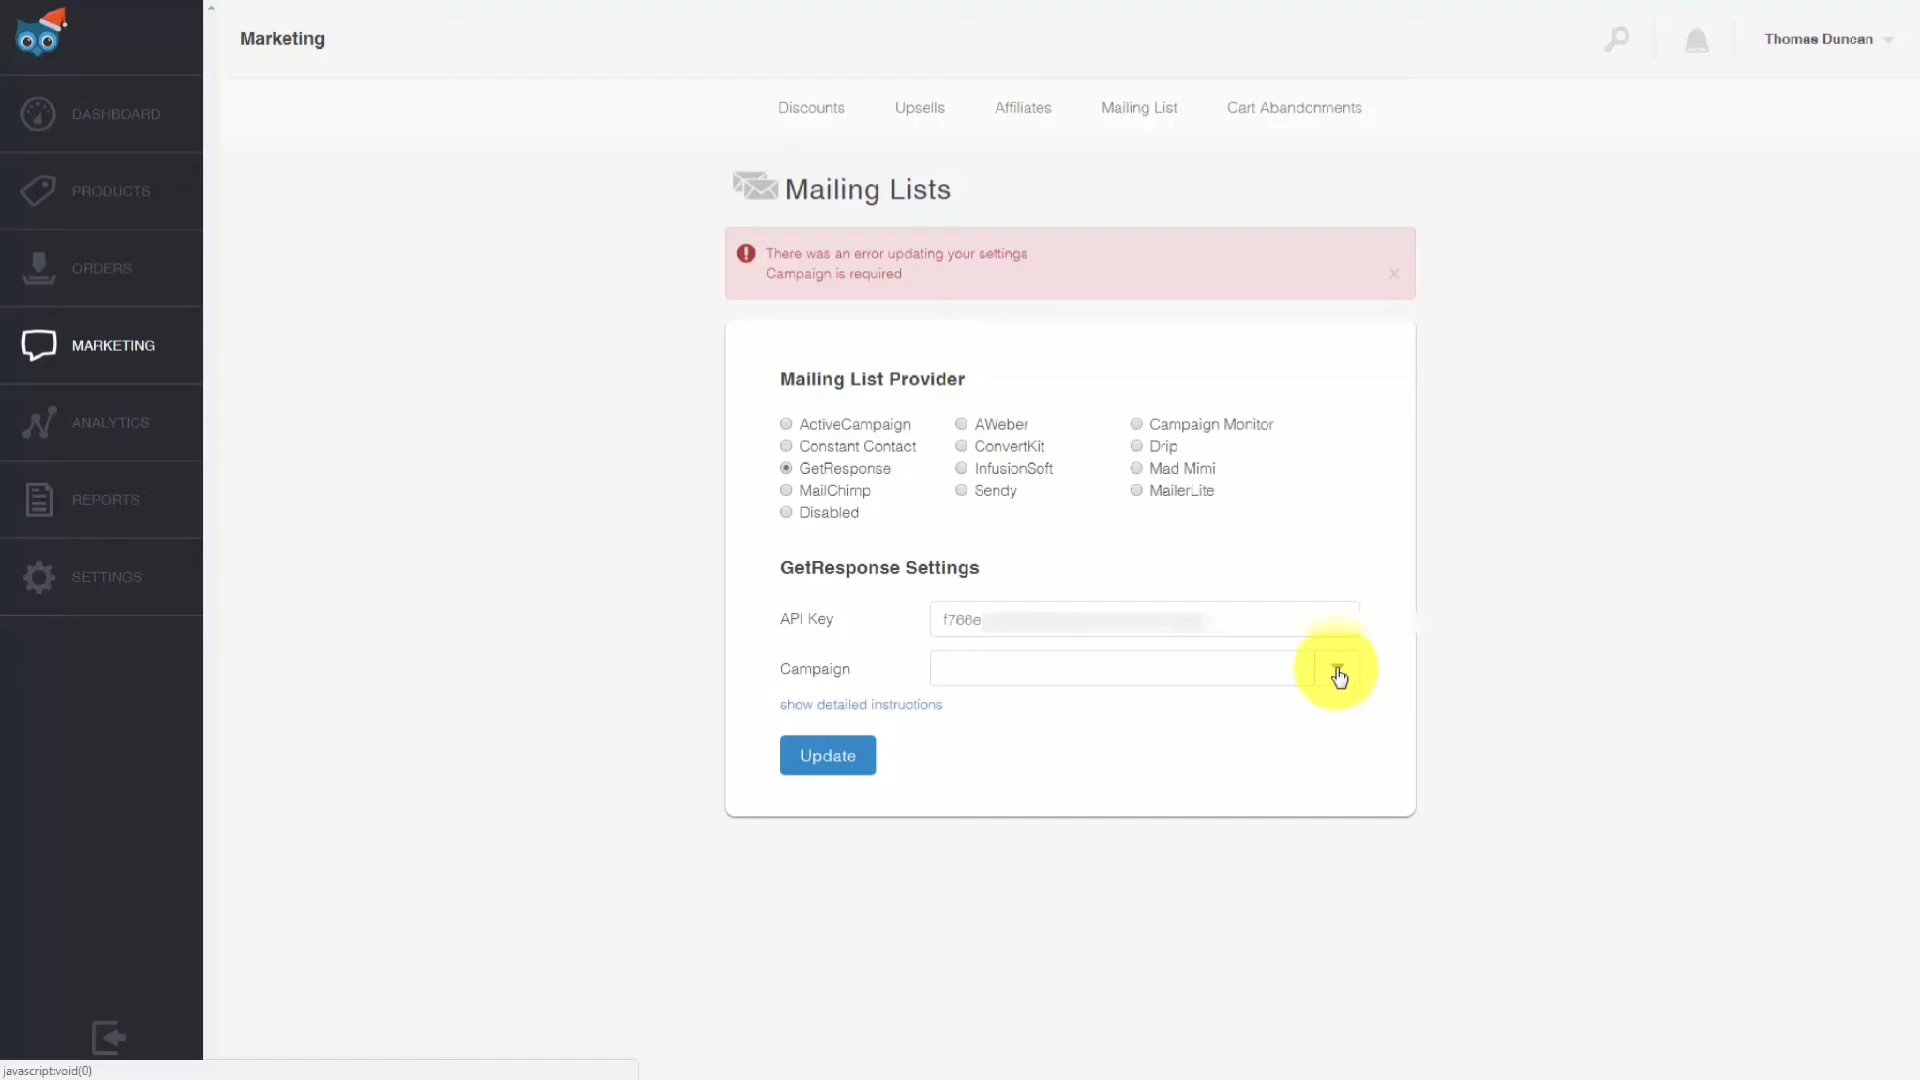 Marketing
Thomas Duncan
DASHBOARD
PRODUCTS
ORDERS
MARKETING
ANALYTICS
REPORTS
SETTINGS
Discounts Upsells Affiliates Mailing List Cart Abandonments
Mailing Lists
There was an error updating your settings
Campaign is required
Mailing List Provider
ActiveCampaign AWeber Campaign Monitor
Constant Contact ConvertKit Drip
GetResponse InfusionSoft Mad Mimi
MailChimp Sendy MailerLite
Disabled
GetResponse Settings
API Key f766e
Campaign
show detailed instructions
Update
javascript:void(0)